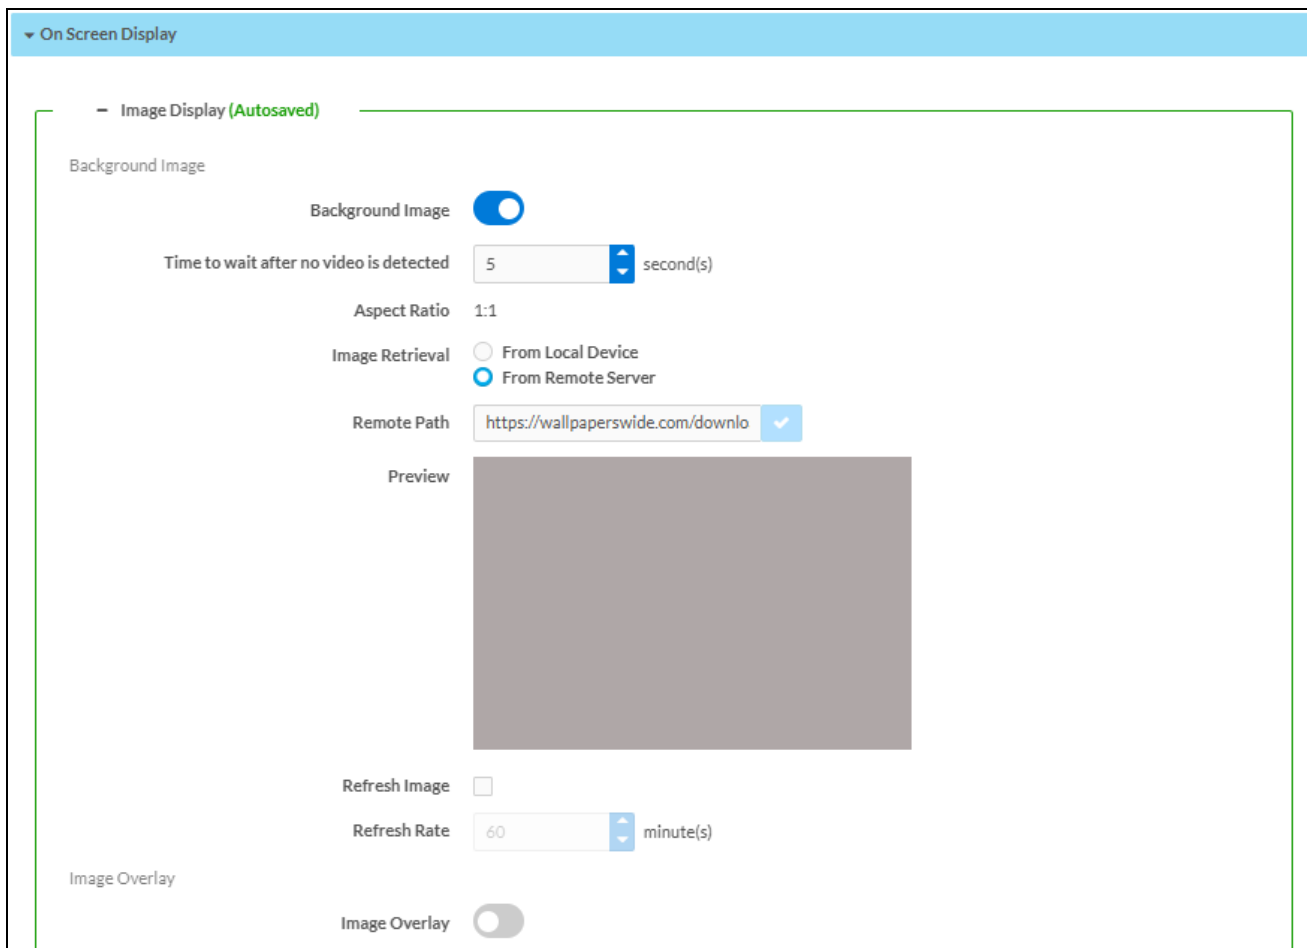 On Screen Display
Image Display (Autosaved)
Background Image
Background Image
Time to wait after no video is detected 5 second(s)
Aspect Ratio 1:1
Image Retrieval From Local Device
From Remote Server
Remote Path https://wallpaperswide.com/downlo
Preview
Refresh Image
Refresh Rate 60 minute(s)
Image Overlay
Image Overlay